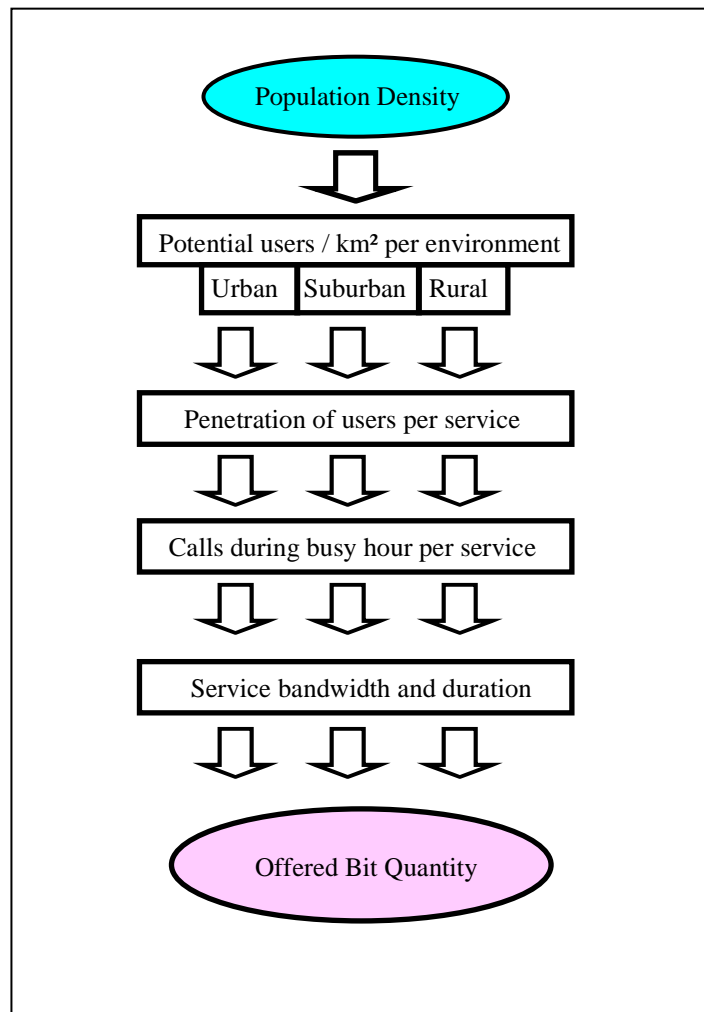 Population Density
Potential users / km² per environment
Urban Suburban Rural
Penetration of users per service
Calls during busy hour per service
Service bandwidth and duration
Offered Bit Quantity